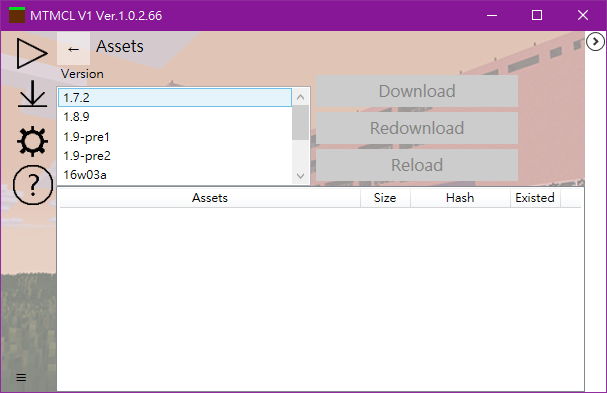 MTMCL V1 Ver.1.0.2.66
← Assets
Version
1.7.2
1.8.9
1.9-pre1
1.9-pre2
16w03a
Download
Redownload
Reload
Assets Size Hash Existed
?
≡